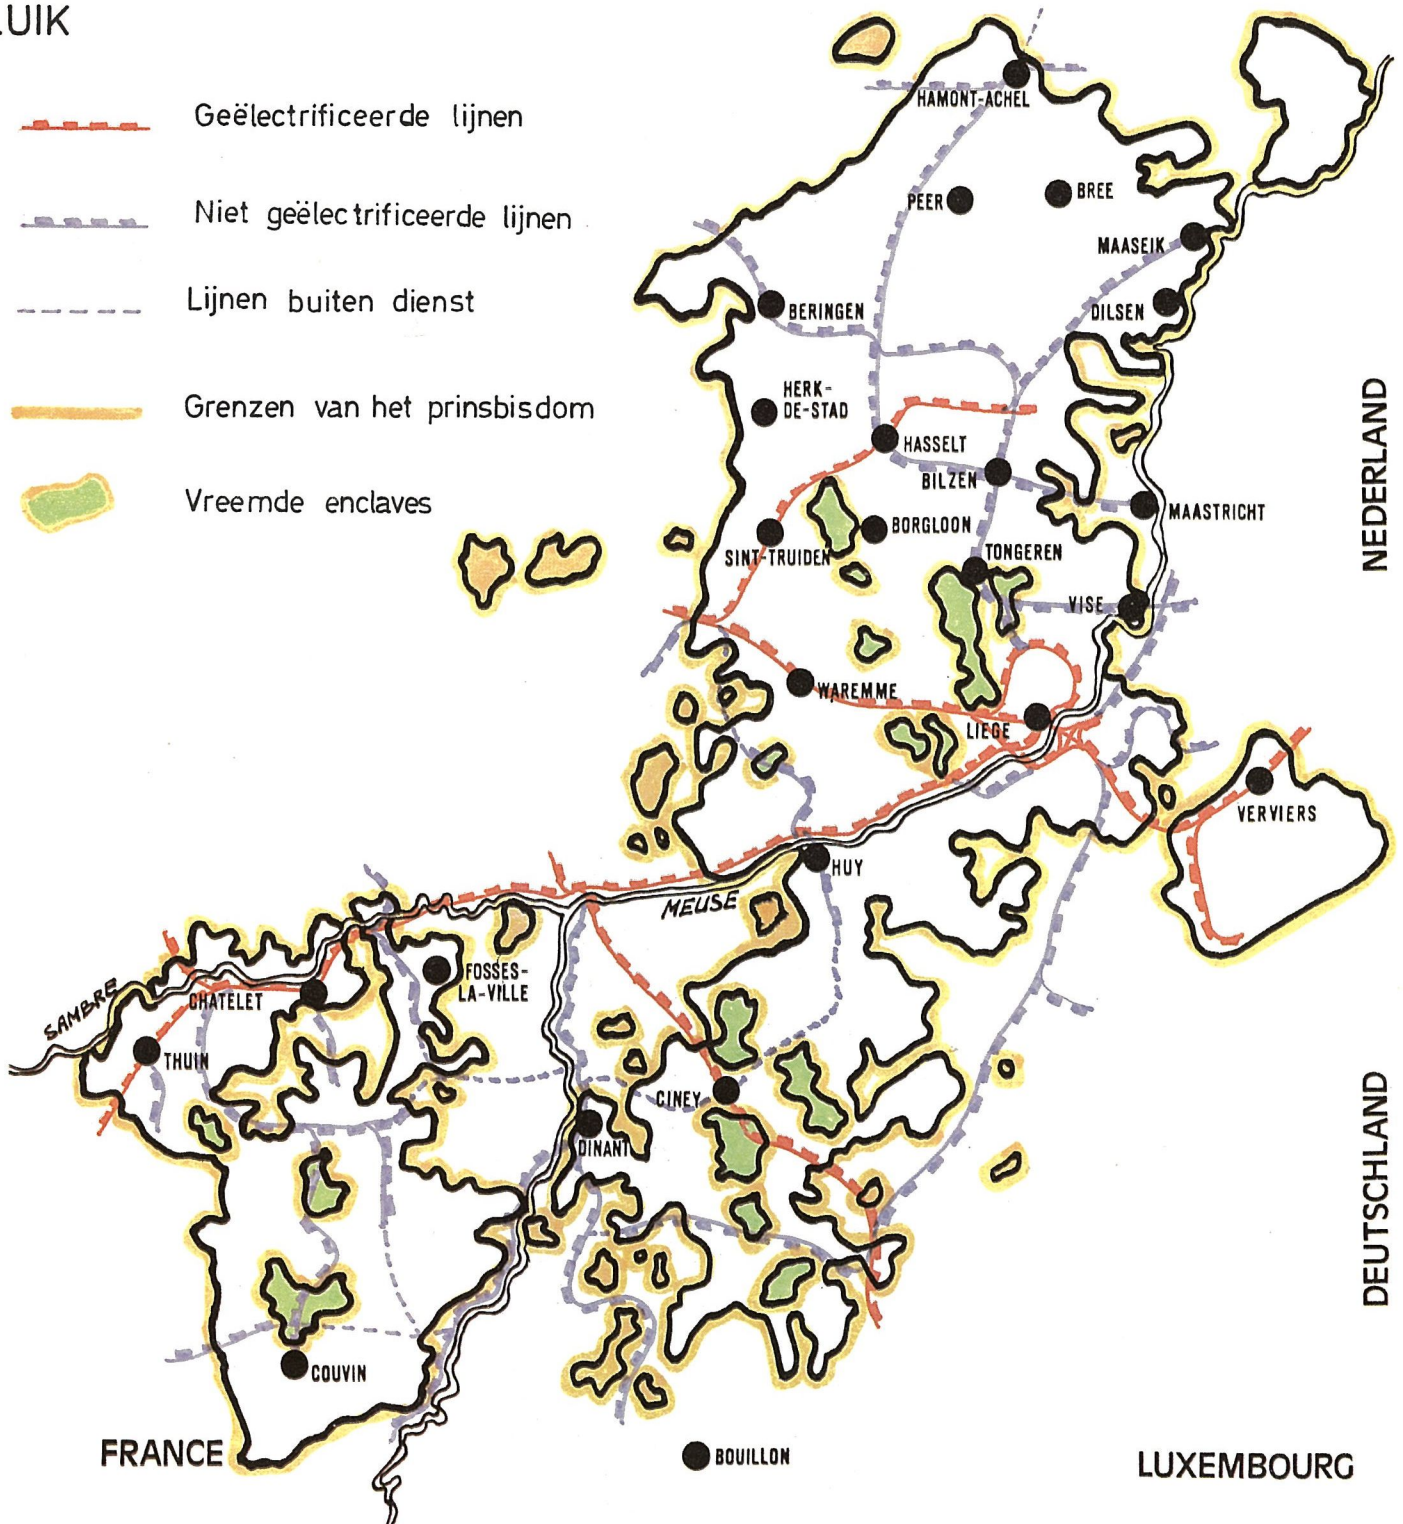 LUIK
Geëlectrificeerde lijnen
Niet geëlectrificeerde lijnen
Lijnen buiten dienst
Grenzen van het prinsbisdom
Vreemde enclaves
HAMONT-ACHEL
PEER
BREE
MAASEIK
DILSEN
BERINGEN
HERK-
DE-STAD
HASSELT
BILZEN
MAASTRICHT
NEDERLAND
BORGLOON
SINT-TRUIDEN
TONGEREN
VISE
WAREMME
LIEGE
VERVIERS
HUY
MEUSE
FOSSES-
LA-VILLE
CHATELET
SAMBRE
THUIN
CINEY
DINANT
DEUTSCHLAND
COUVIN
FRANCE
BOUILLON
LUXEMBOURG